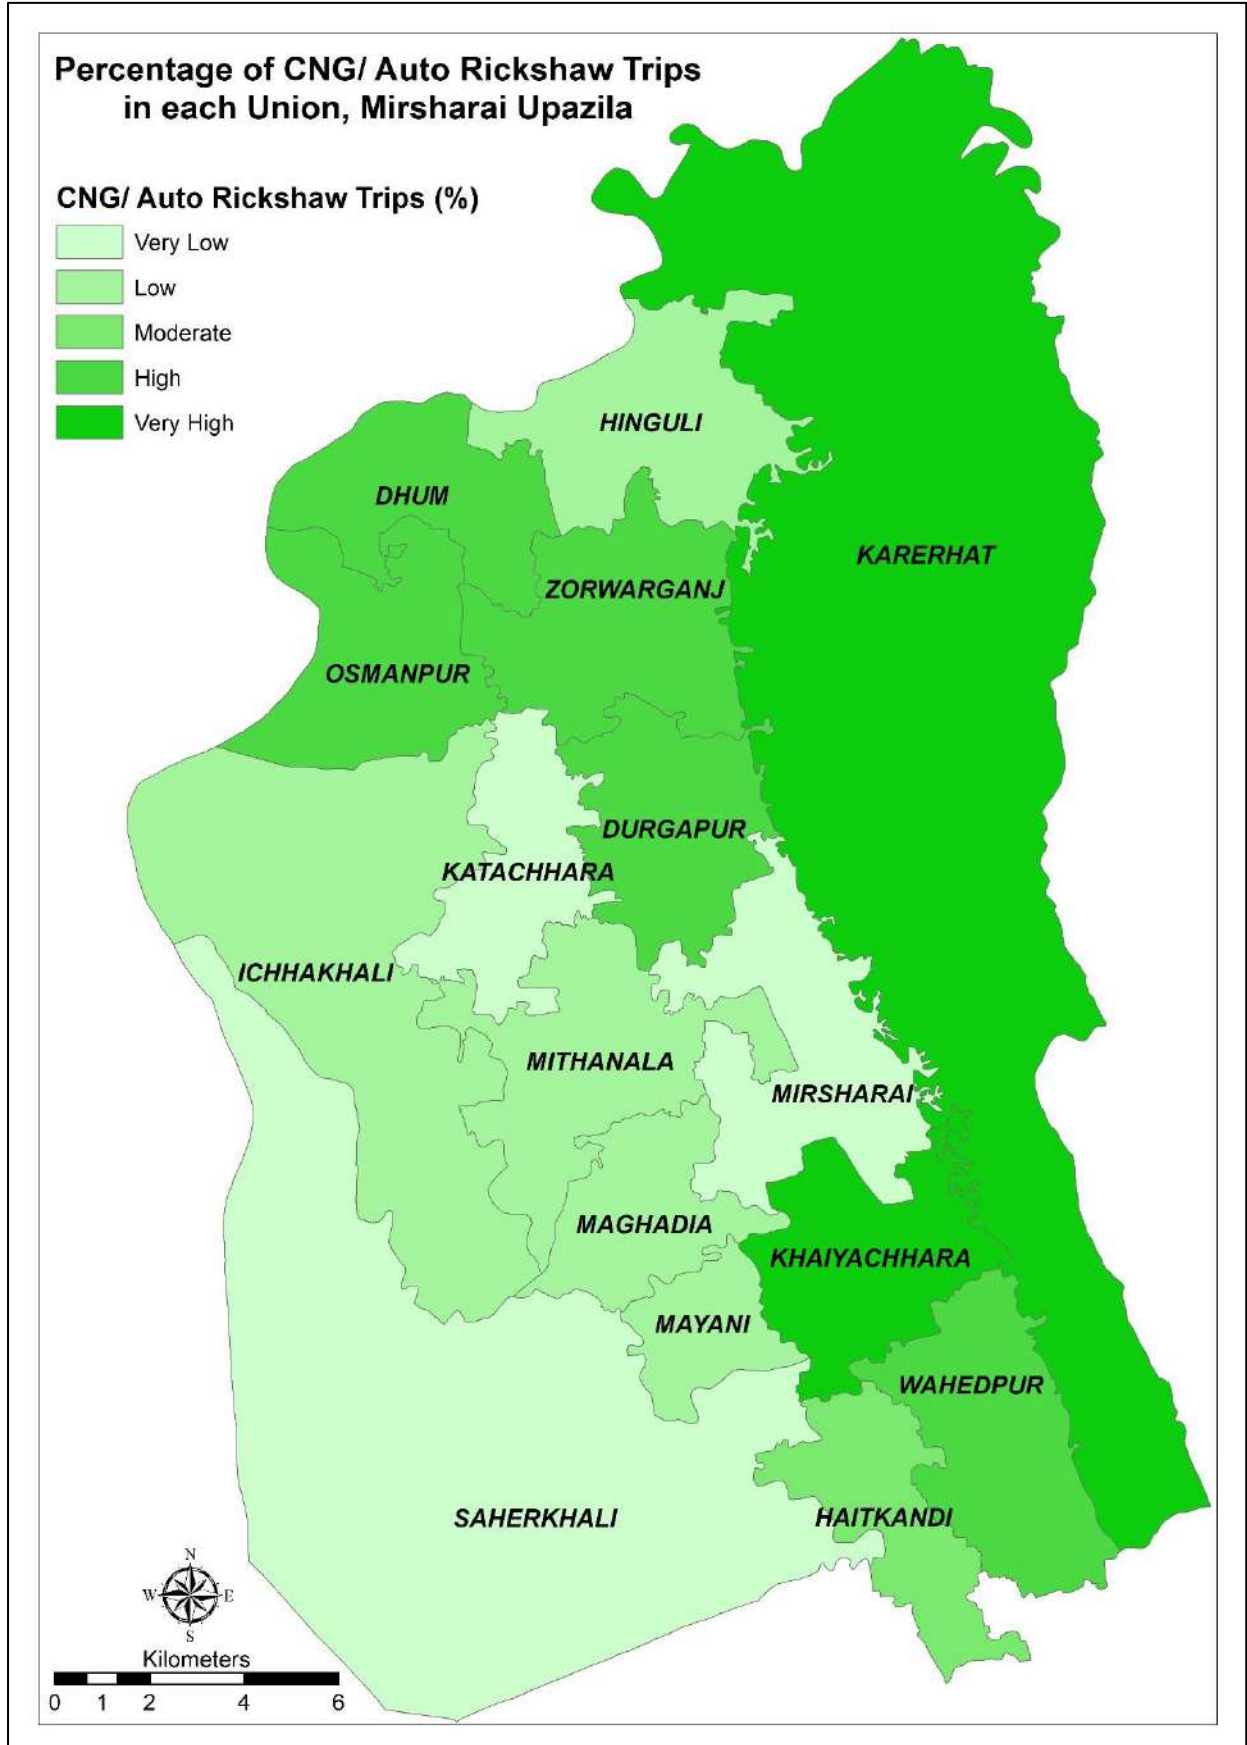 Percentage of CNG/ Auto Rickshaw Trips
in each Union, Mirsharai Upazila
CNG/ Auto Rickshaw Trips (%)
Very Low
Low
Moderate
High
Very High
HINGULI
DHUM
KARERHAT
ZORWARGANJ
OSMANPUR
DURGAPUR
KATACHHARA
ICHHAKHALI
MITHANALA
MIRSHARAI
MAGHADIA
KHAIYACHHARA
MAYANI
WAHEDPUR
SAHERKHALI
HAITKANDI
N
W E
S
Kilometers
0 1 2 4 6